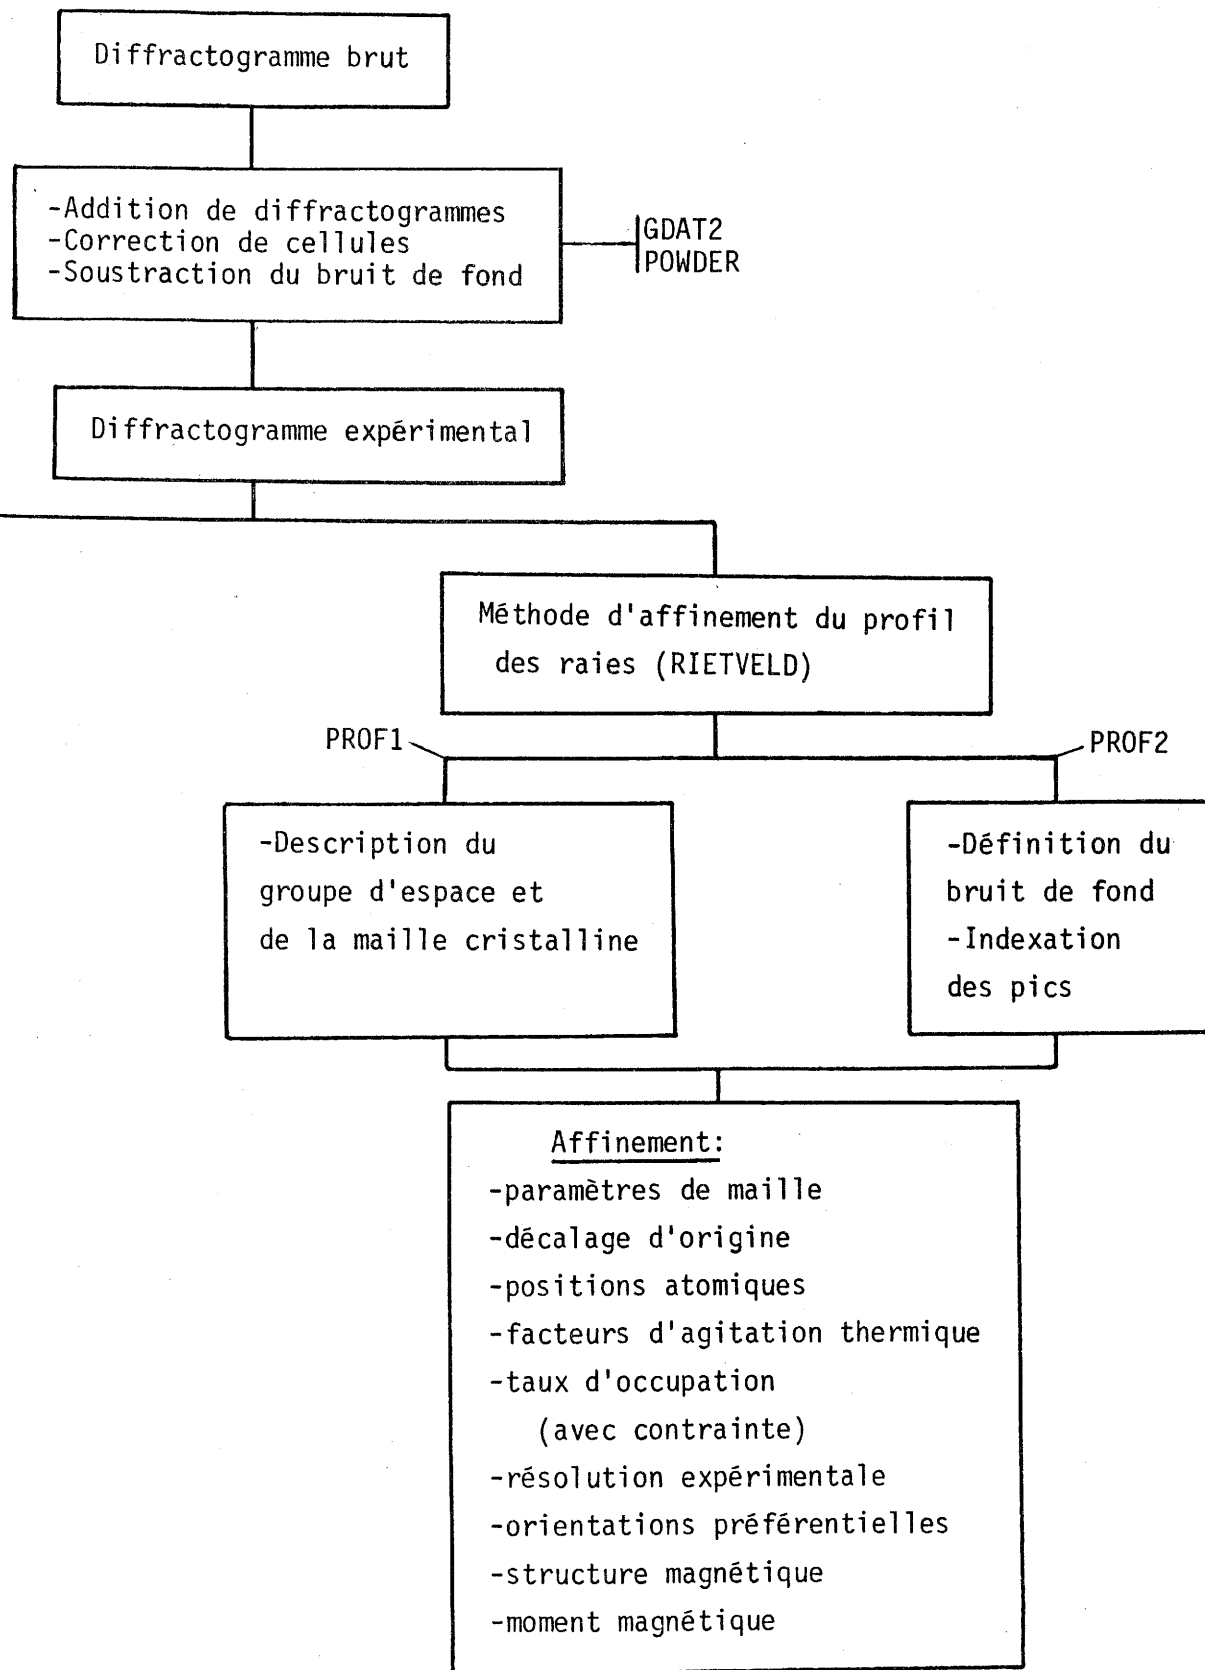 Diffractogramme brut
-Addition de diffractogrammes
-Correction de cellules
-Soustraction du bruit de fond
GDAT2
POWDER
Diffractogramme expérimental
Méthode d'affinement du profil
des raies (RIETVELD)
PROF1
PROF2
-Description du
groupe d'espace et
de la maille cristalline
-Définition du
bruit de fond
-Indexation
des pics
Affinement:
-paramètres de maille
-décalage d'origine
-positions atomiques
-facteurs d'agitation thermique
-taux d'occupation
(avec contrainte)
-résolution expérimentale
-orientations préférentielles
-structure magnétique
-moment magnétique